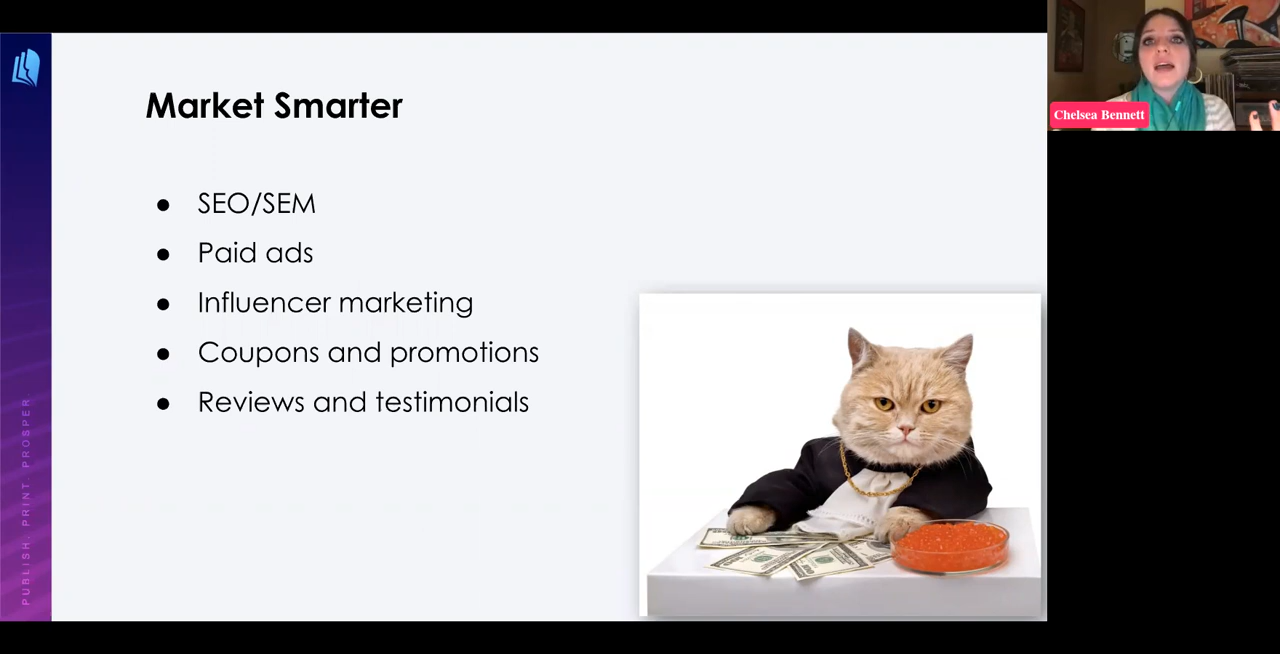 Market Smarter
SEO/SEM
Paid ads
Influencer marketing
Coupons and promotions
Reviews and testimonials
PUBLISH. PRINT. PROSPER
Chelsea Bennett